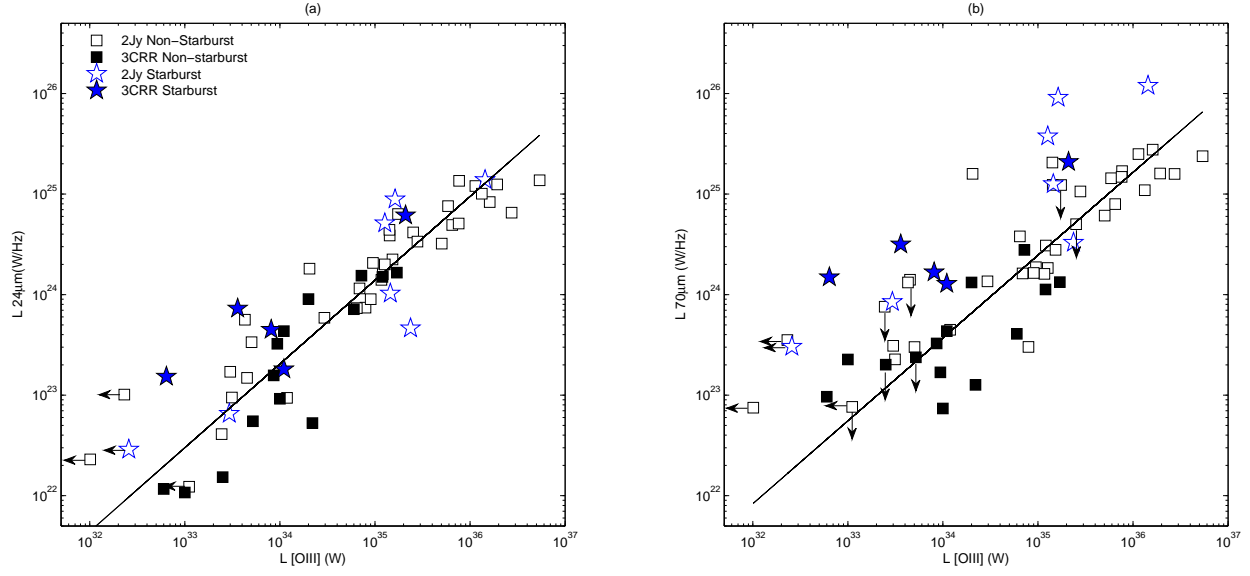 (a)
2Jy Non−Starburst
3CRR Non−starburst
2Jy Starburst
3CRR Starburst
10^26
10^25
10^24
10^23
10^22
L 24µm(W/Hz)
10^32 10^33 10^34 10^35 10^36 10^37
L [OIII] (W)
(b)
10^26
10^25
10^24
10^23
10^22
L 70µm (W/Hz)
10^32 10^33 10^34 10^35 10^36 10^37
L [OIII] (W)